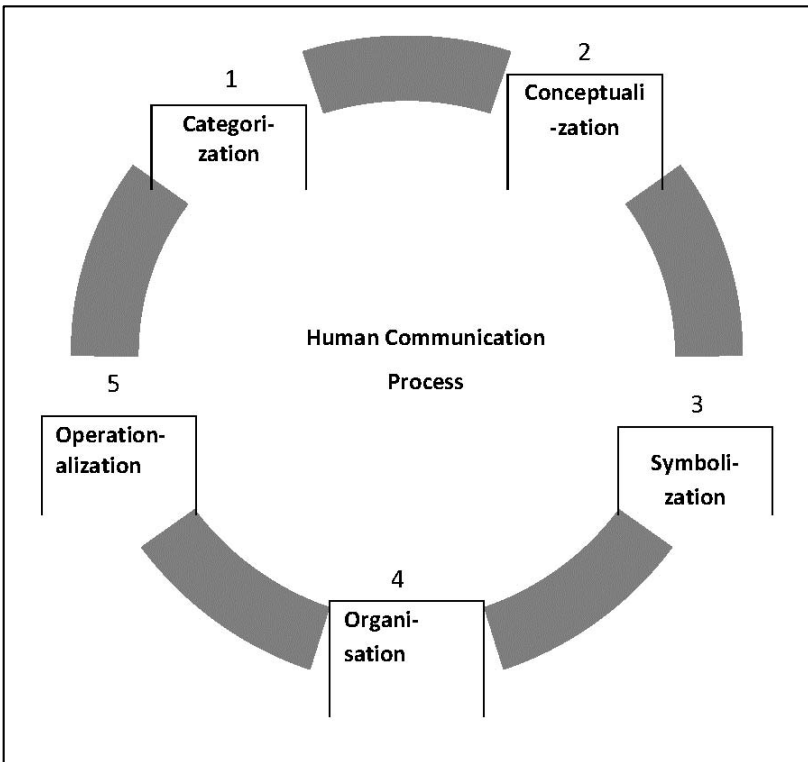 1
Categori-
zation
2
Conceptuali
-zation
Human Communication
Process
3
Symboli-
zation
4
Organi-
sation
5
Operation-
alization